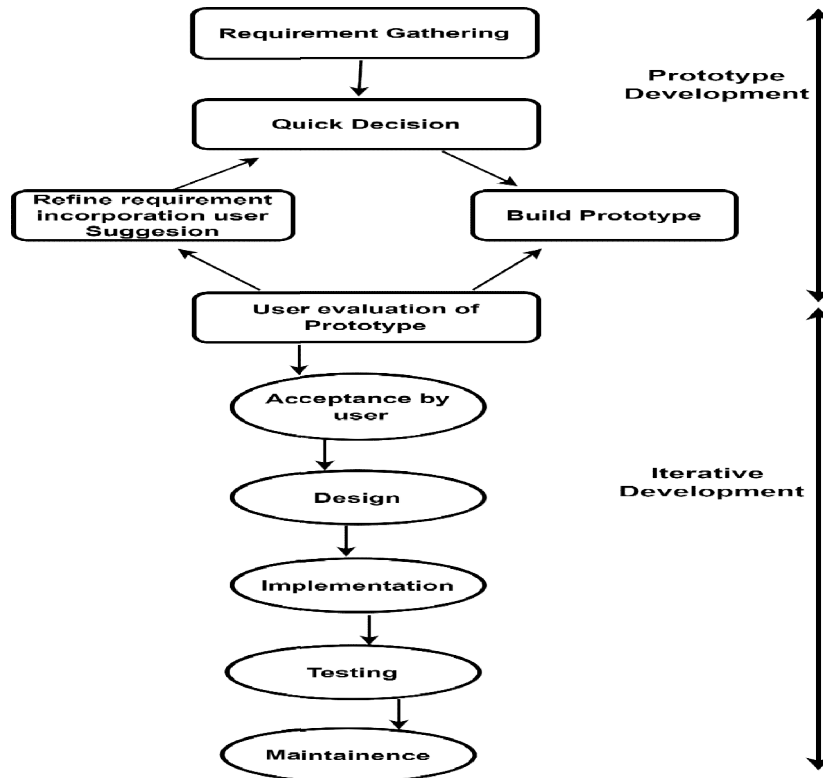 Requirement Gathering
Prototype
Development
Quick Decision
Refine requirement
incorporation user
Suggesion
Build Prototype
User evaluation of
Prototype
Acceptance by
user
Iterative
Development
Design
Implementation
Testing
Maintainence